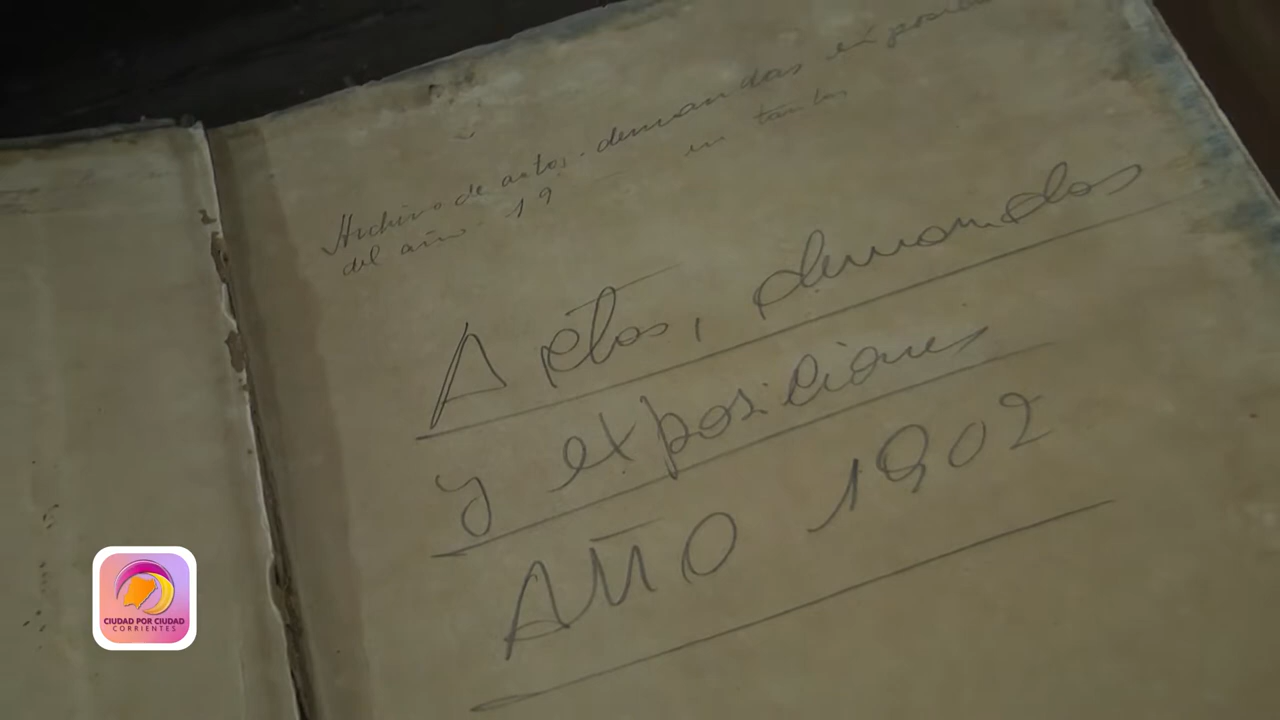 Archivo de actos. demandas
del año 19
Actos, demandas
y exposiciones
AÑO 1902
CIUDAD POR CIUDAD
CORRIENTES